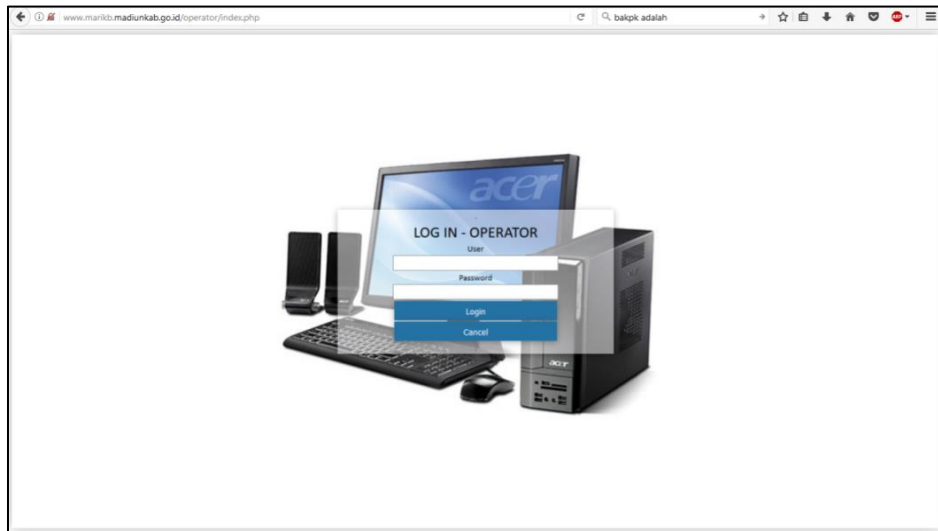 www.marikb.madiunkab.go.id/operator/index.php
bakpk adalah
ABP
acer
LOG IN - OPERATOR
User
Password
Login
Cancel
acer